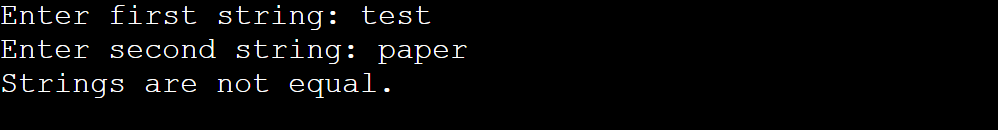 Enter first string: test
Enter second string: paper
Strings are not equal.